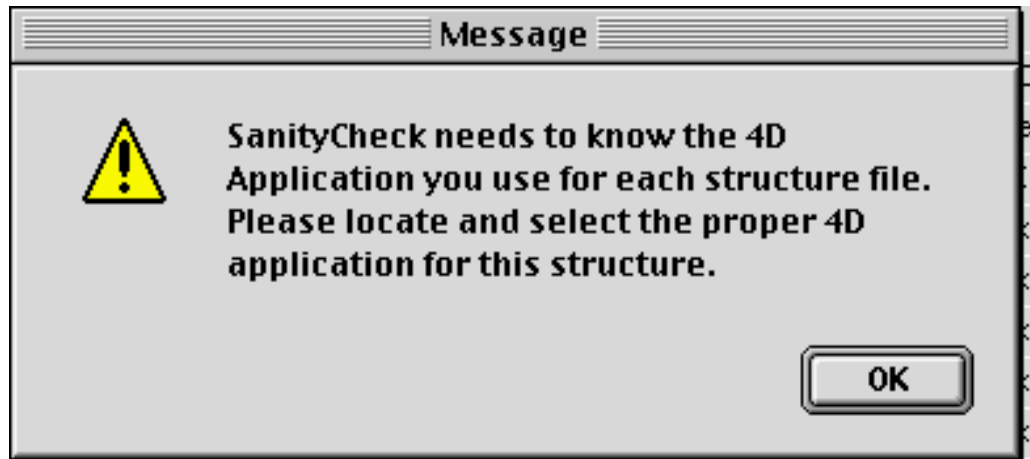 Message
SanityCheck needs to know the 4D
Application you use for each structure file.
Please locate and select the proper 4D
application for this structure.
OK